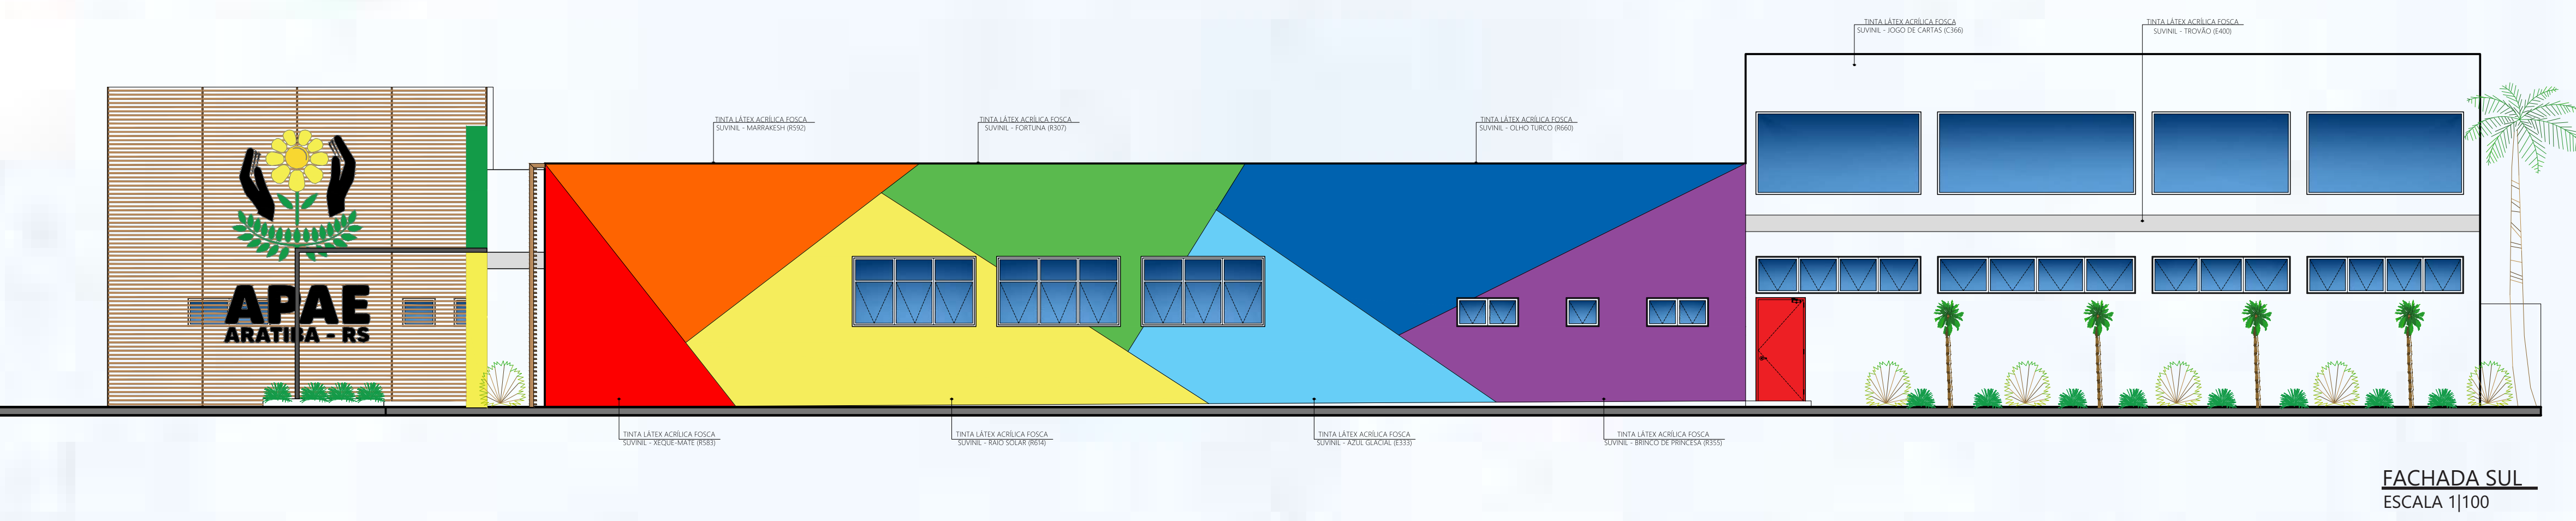 TINTA LÁTEX ACRÍLICA FOSCA
SUVINIL - JOGO DE CARTAS (C366)
TINTA LÁTEX ACRÍLICA FOSCA
SUVINIL - TROVÃO (E400)
TINTA LÁTEX ACRÍLICA FOSCA
SUVINIL - MARRAKESH (R592)
TINTA LÁTEX ACRÍLICA FOSCA
SUVINIL - FORTUNA (R307)
TINTA LÁTEX ACRÍLICA FOSCA
SUVINIL - OLHO TURCO (R660)
APAE
ARATIBA - RS
TINTA LÁTEX ACRÍLICA FOSCA
SUVINIL - XEQUE-MATE (R583)
TINTA LÁTEX ACRÍLICA FOSCA
SUVINIL - RAIO SOLAR (R614)
TINTA LÁTEX ACRÍLICA FOSCA
SUVINIL - AZUL GLACIAL (E333)
TINTA LÁTEX ACRÍLICA FOSCA
SUVINIL - BRINCO DE PRINCESA (R355)
FACHADA SUL
ESCALA 1|100